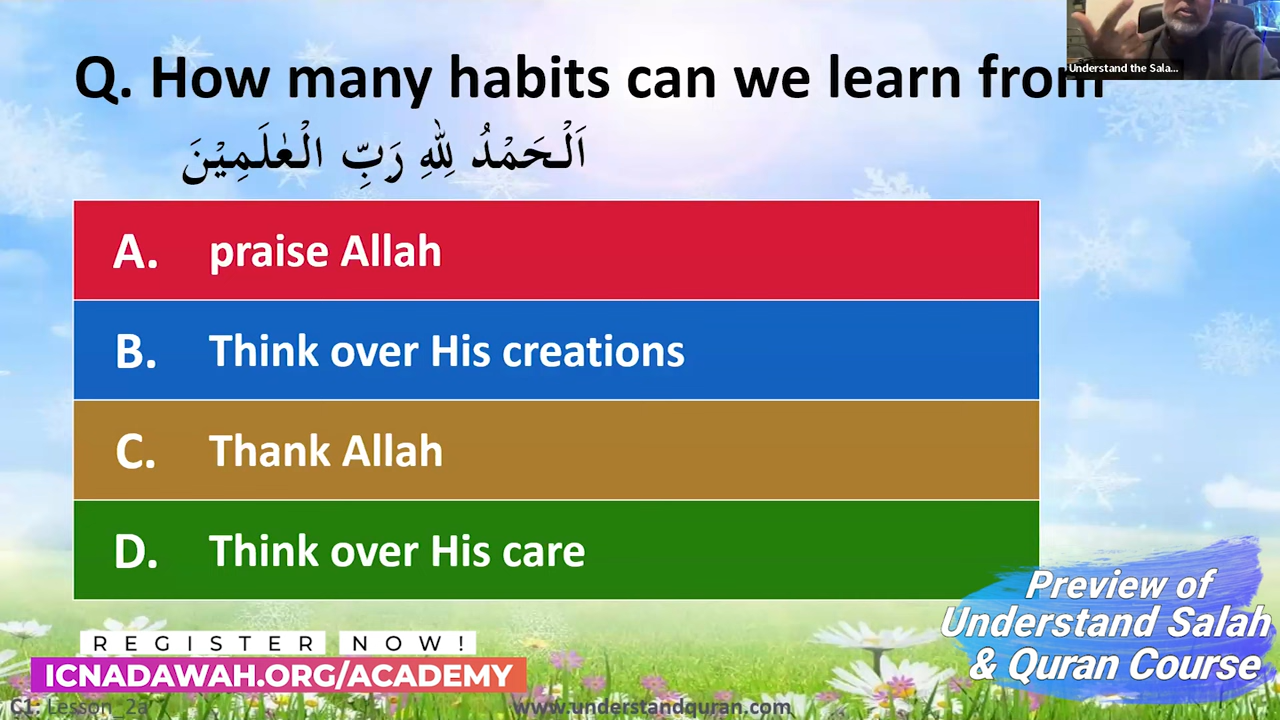 Q. How many habits can we learn from
اَلْحَمْدُ لِلّٰهِ رَبِّ الْعٰلَمِيْنَ
A. praise Allah
B. Think over His creations
C. Thank Allah
D. Think over His care
Understand the Sala...
Preview of
Understand Salah
& Quran Course
REGISTER NOW!
ICNADAWAH.ORG/ACADEMY
C1: Lesson_2a
www.understandquran.com